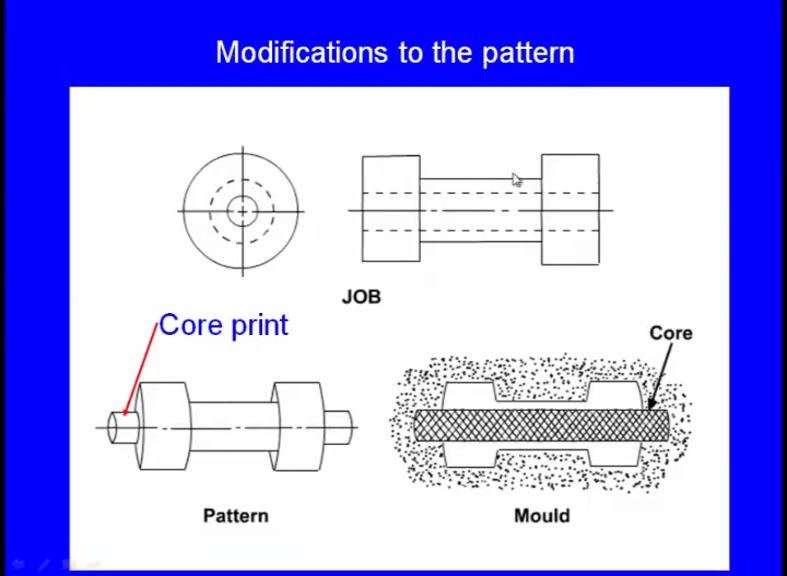 Modifications to the pattern
JOB
Core print
Core
Pattern
Mould